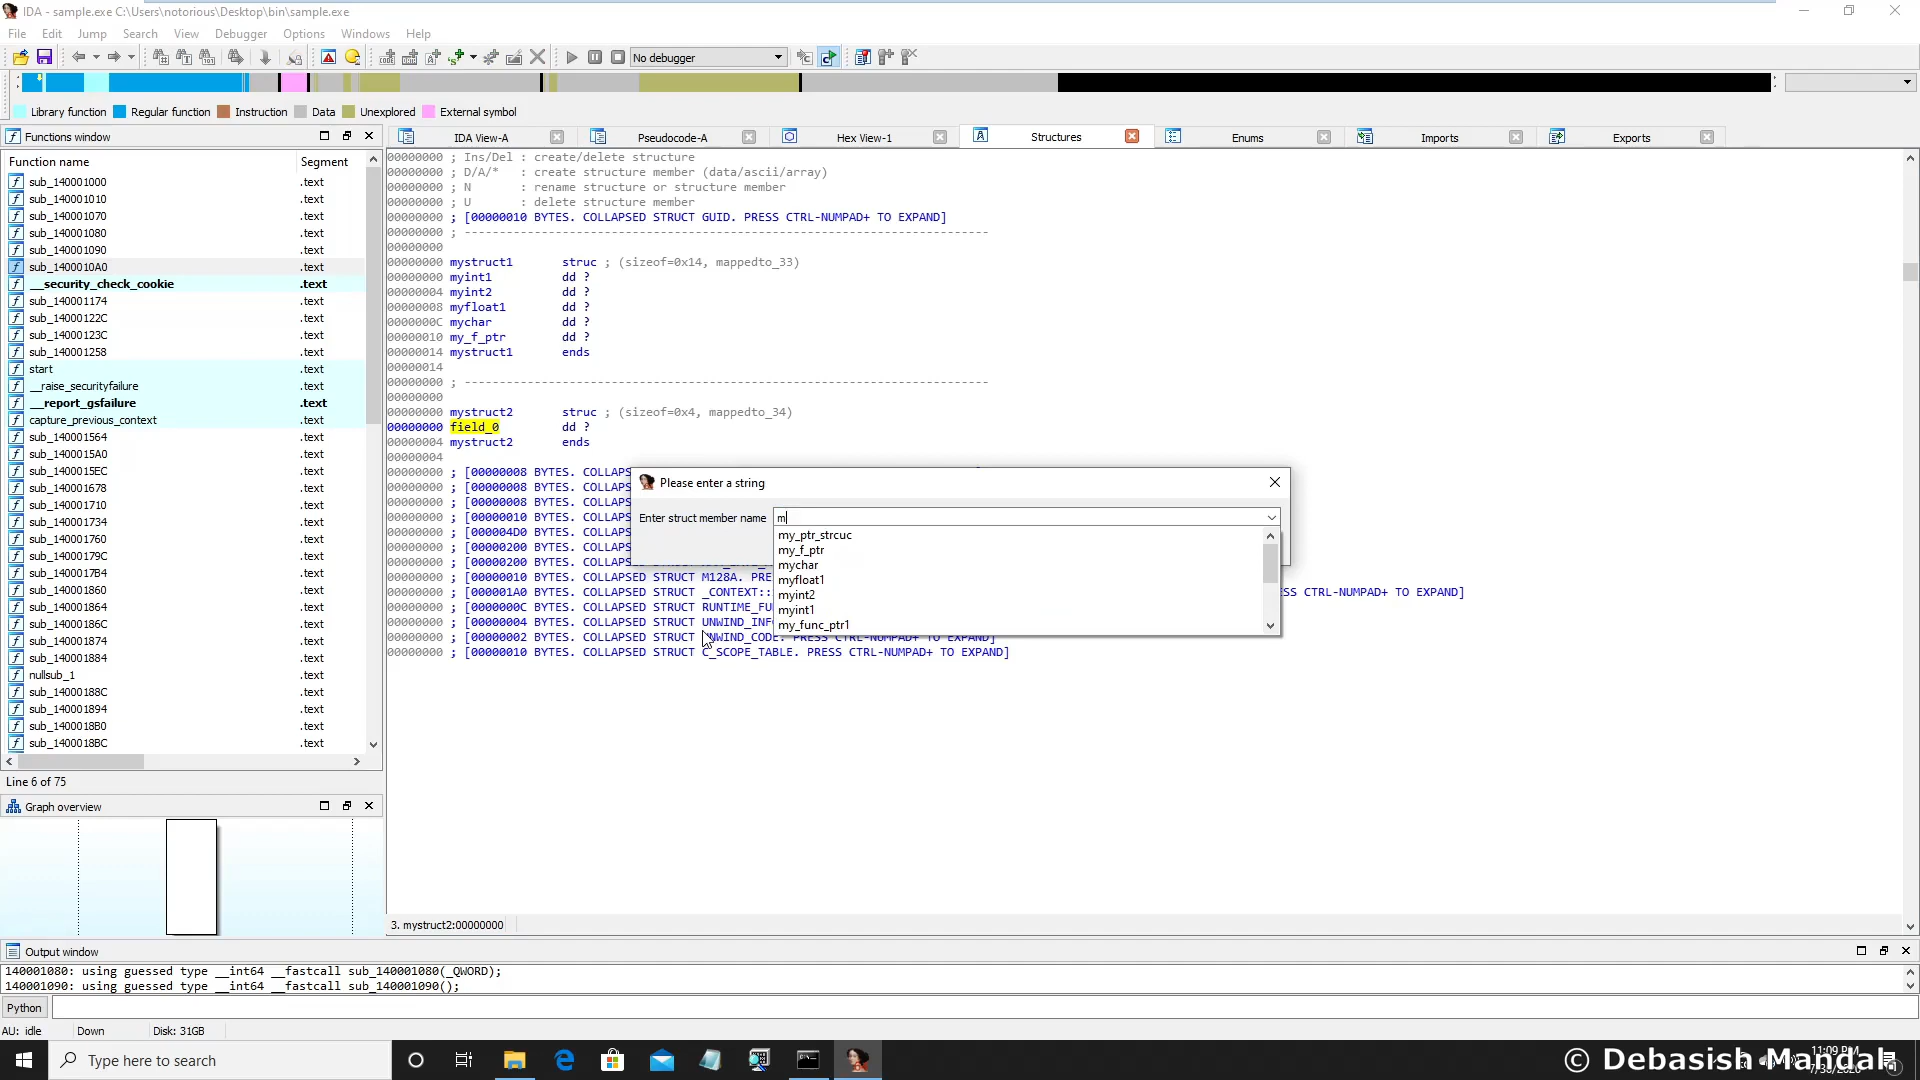 IDA - sample.exe C:\Users\notorious\Desktop\bin\sample.exe
File Edit Jump Search View Debugger Options Windows Help
No debugger
Library function Regular function Instruction Data Unexplored External symbol
Functions window
IDA View-A Pseudocode-A Hex View-1 Structures Enums Imports Exports
Function name Segment
sub_140001000 .text
sub_140001010 .text
sub_140001070 .text
sub_140001080 .text
sub_140001090 .text
sub_1400010A0 .text
__security_check_cookie .text
sub_140001174 .text
sub_14000122C .text
sub_14000123C .text
sub_140001258 .text
start .text
__raise_securityfailure .text
__report_gsfailure .text
capture_previous_context .text
sub_140001564 .text
sub_1400015A0 .text
sub_1400015EC .text
sub_140001678 .text
sub_140001710 .text
sub_140001734 .text
sub_140001760 .text
sub_14000179C .text
sub_1400017B4 .text
sub_140001860 .text
sub_140001864 .text
sub_14000186C .text
sub_140001874 .text
sub_140001884 .text
nullsub_1 .text
sub_14000188C .text
sub_140001894 .text
sub_1400018B0 .text
sub_1400018BC .text
Line 6 of 75
Graph overview
00000000 ; Ins/Del : create/delete structure
00000000 ; D/A/* : create structure member (data/ascii/array)
00000000 ; N : rename structure or structure member
00000000 ; U : delete structure member
00000000 ; [00000010 BYTES. COLLAPSED STRUCT GUID. PRESS CTRL-NUMPAD+ TO EXPAND]
00000000 ; ---------------------------------------------------------------------------
00000000
00000000 mystruct1 struc ; (sizeof=0x14, mappedto_33)
00000000 myint1 dd ?
00000004 myint2 dd ?
00000008 myfloat1 dd ?
0000000C mychar dd ?
00000010 my_f_ptr dd ?
00000014 mystruct1 ends
00000014
00000000 ; ---------------------------------------------------------------------------
00000000
00000000 mystruct2 struc ; (sizeof=0x4, mappedto_34)
00000000 field_0 dd ?
00000004 mystruct2 ends
00000004
00000000 ; [00000008 BYTES. COLLAPS
00000000 ; [00000008 BYTES. COLLAPS
00000000 ; [00000008 BYTES. COLLAPS
00000000 ; [00000010 BYTES. COLLAPS
00000000 ; [000004D0 BYTES. COLLAPS
00000000 ; [00000200 BYTES. COLLAPS
00000000 ; [00000200 BYTES. COLLAPSED STRUCT
00000000 ; [00000010 BYTES. COLLAPSED STRUCT M128A. PRE
00000000 ; [000001A0 BYTES. COLLAPSED STRUCT _CONTEXT:: SS CTRL-NUMPAD+ TO EXPAND]
00000000 ; [0000000C BYTES. COLLAPSED STRUCT RUNTIME_FU
00000000 ; [00000004 BYTES. COLLAPSED STRUCT UNWIND_INF
00000000 ; [00000002 BYTES. COLLAPSED STRUCT UNWIND_CODE. PRESS CTRL-NUMPAD+ TO EXPAND]
00000000 ; [00000010 BYTES. COLLAPSED STRUCT C_SCOPE_TABLE. PRESS CTRL-NUMPAD+ TO EXPAND]
Please enter a string
Enter struct member name m
my_ptr_strcuc
my_f_ptr
mychar
myfloat1
myint2
myint1
my_func_ptr1
3. mystruct2:00000000
Output window
140001080: using guessed type __int64 __fastcall sub_140001080(_QWORD);
140001090: using guessed type __int64 __fastcall sub_140001090();
Python
AU: idle Down Disk: 31GB
Type here to search
11:09 PM
© Debasish Mandal